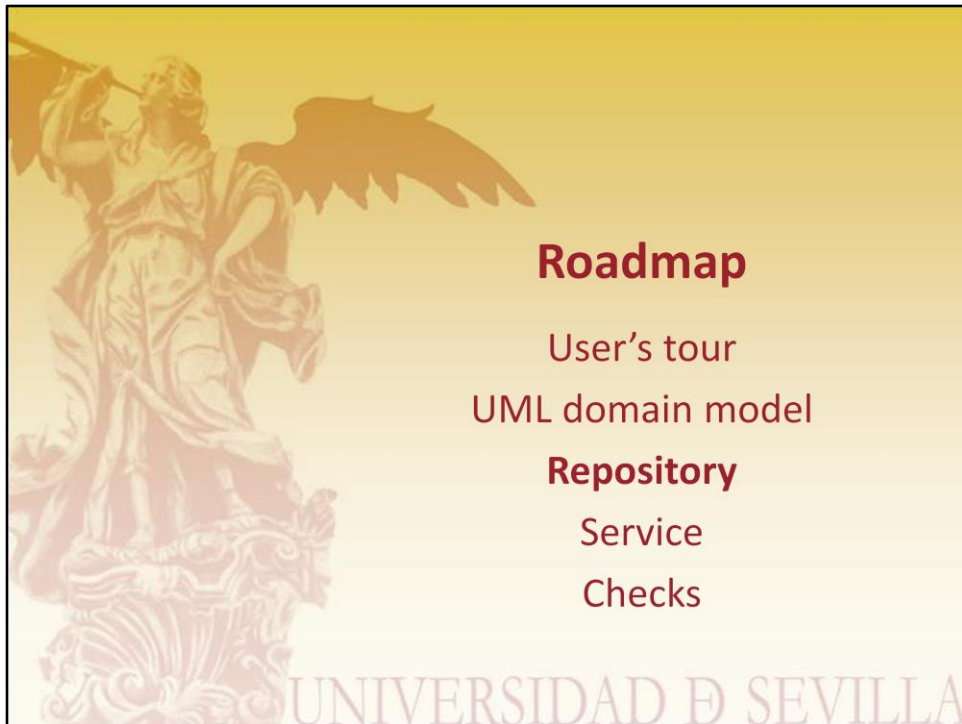 Roadmap
User’s tour
UML domain model
Repository
Service
Checks
UNIVERSIDAD Ð SEVILLA